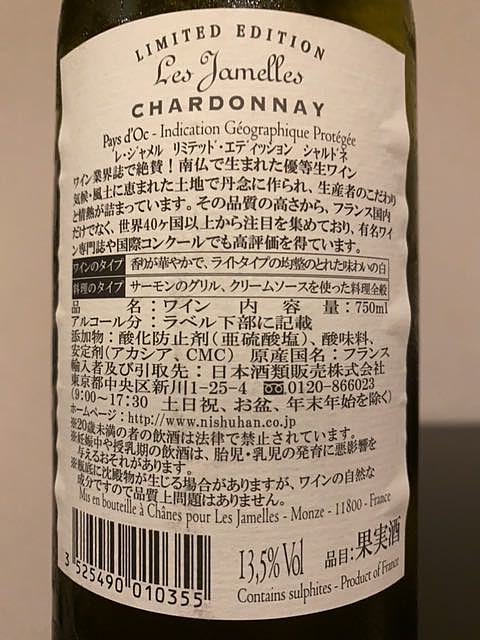 LIMITED EDITION
Les Jamelles
CHARDONNAY
Pays d'Oc - Indication Géographique Protégée
レ・ジャメル リミテッド・エディッション シャルドネ
ワイン業界誌で絶賛!南仏で生まれた優等生ワイン
気候・風土に恵まれた土地で丹念に作られ、生産者のこだわり
と情熱が詰まっています。その品質の高さから、フランス国内
だけでなく、世界40ヶ国以上から注目を集めており、有名ワイ
ン専門誌や国際コンクールでも高評価を得ています。
ワインのタイプ 香りが華やかで、ライトタイプの均整のとれた味わいの白
料理のタイプ サーモンのグリル、クリームソースを使った料理全般
品名:ワイン 内容量:750ml
アルコール分:ラベル下部に記載
添加物:酸化防止剤(亜硫酸塩)、酸味料、
安定剤(アカシア、CMC) 原産国名:フランス
輸入者及び引取先:日本酒類販売株式会社
東京都中央区新川1-25-4 0120-866023
(9:00~17:30 土日祝、お盆、年末年始を除く)
ホームページ:http://www.nishuhan.co.jp
※20歳未満の者の飲酒は法律で禁止されています。
※妊娠中や授乳期の飲酒は、胎児・乳児の発育に悪影響を
与えるおそれがあります。
※瓶底に沈殿物が生じる場合がありますが、ワインの自然な
成分ですので品質上問題はありません。
Mis en bouteille à Chânes pour Les Jamelles - Monze - 11800 - France
3 525490 010355
13,5% Vol
品目:果実酒
Contains sulphites - Product of France